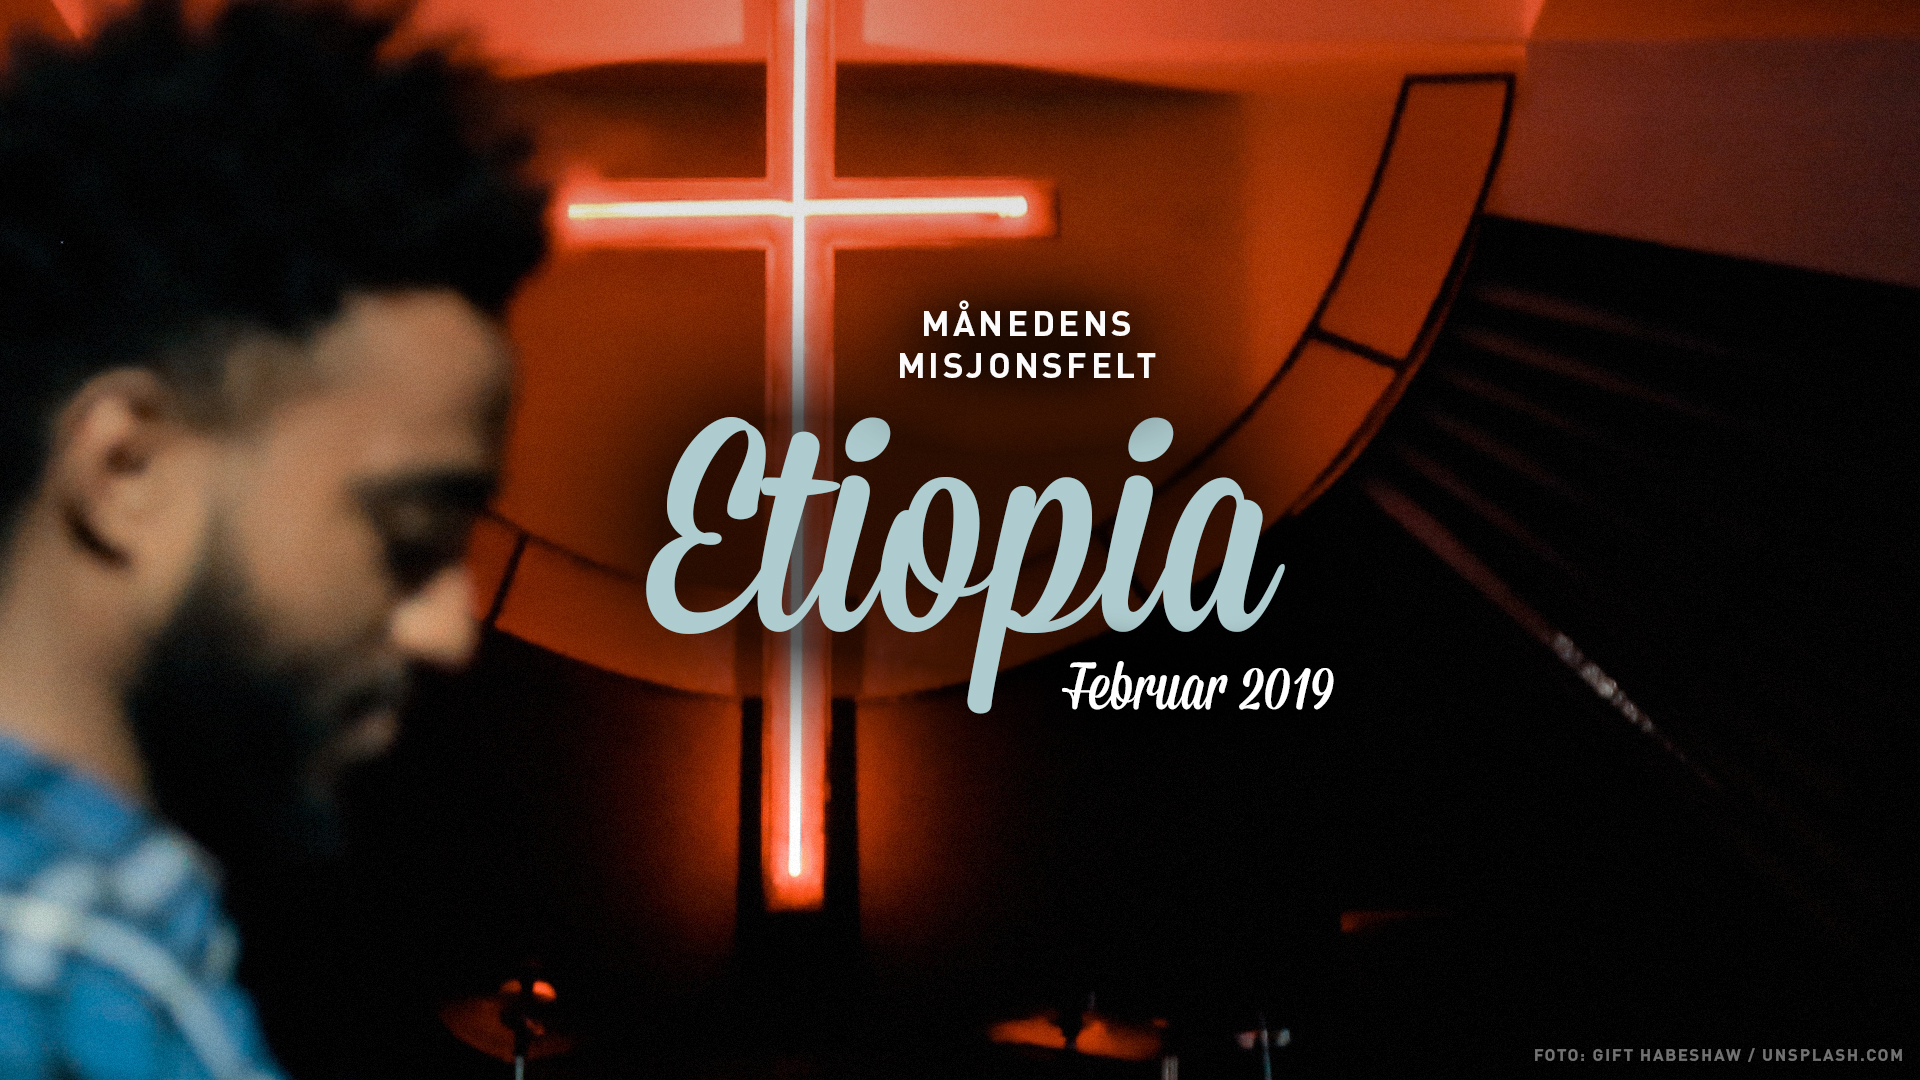 MÅNEDENS
MISJONSFELT
Etiopia
Februar 2019
FOTO: GIFT HABESHAW / UNSPLASH.COM